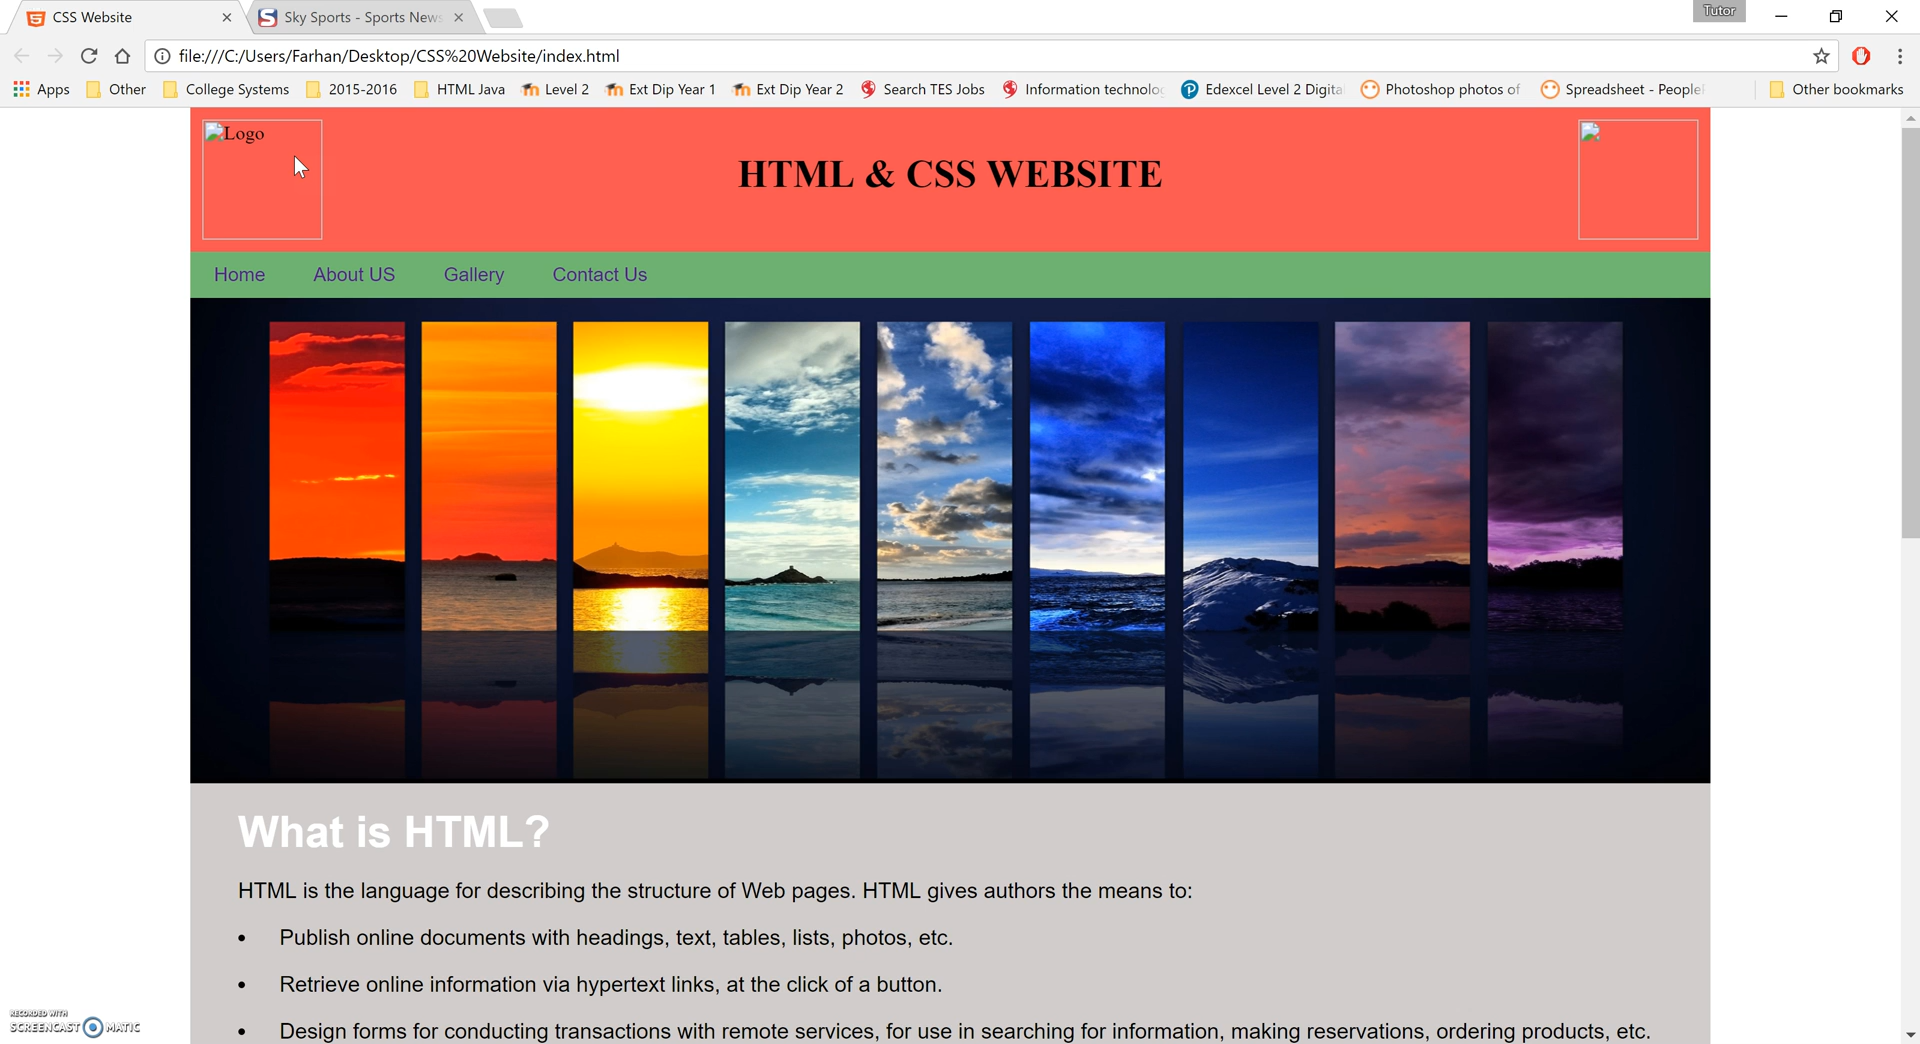 CSS Website
Sky Sports - Sports News
Tutor
file:///C:/Users/Farhan/Desktop/CSS%20Website/index.html
Apps
Other
College Systems
2015-2016
HTML Java
Level 2
Ext Dip Year 1
Ext Dip Year 2
Search TES Jobs
Information technolo
Edexcel Level 2 Digita
Photoshop photos of
Spreadsheet - People
Other bookmarks
Logo
HTML & CSS WEBSITE
Home
About US
Gallery
Contact Us
What is HTML?
HTML is the language for describing the structure of Web pages. HTML gives authors the means to:
• Publish online documents with headings, text, tables, lists, photos, etc.
• Retrieve online information via hypertext links, at the click of a button.
• Design forms for conducting transactions with remote services, for use in searching for information, making reservations, ordering products, etc.
RECORDED WITH
SCREENCAST MATIC